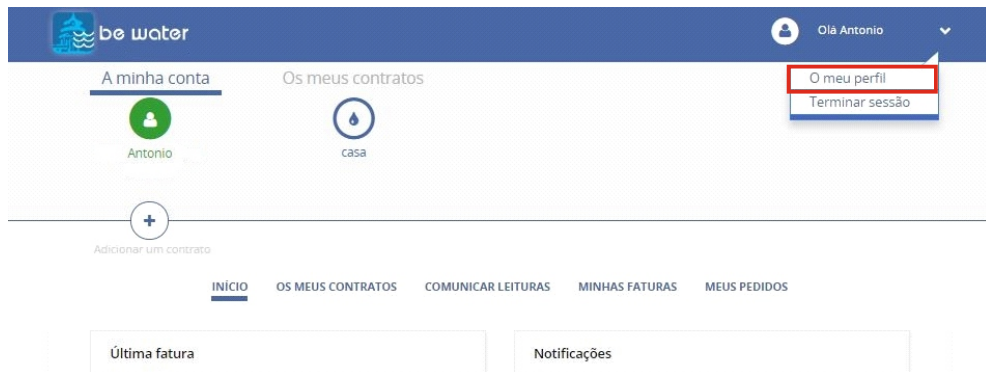 be water
Olá Antonio
A minha conta
Os meus contratos
O meu perfil
Terminar sessão
Antonio
casa
Adicionar um contrato
INÍCIO OS MEUS CONTRATOS COMUNICAR LEITURAS MINHAS FATURAS MEUS PEDIDOS
Última fatura
Notificações